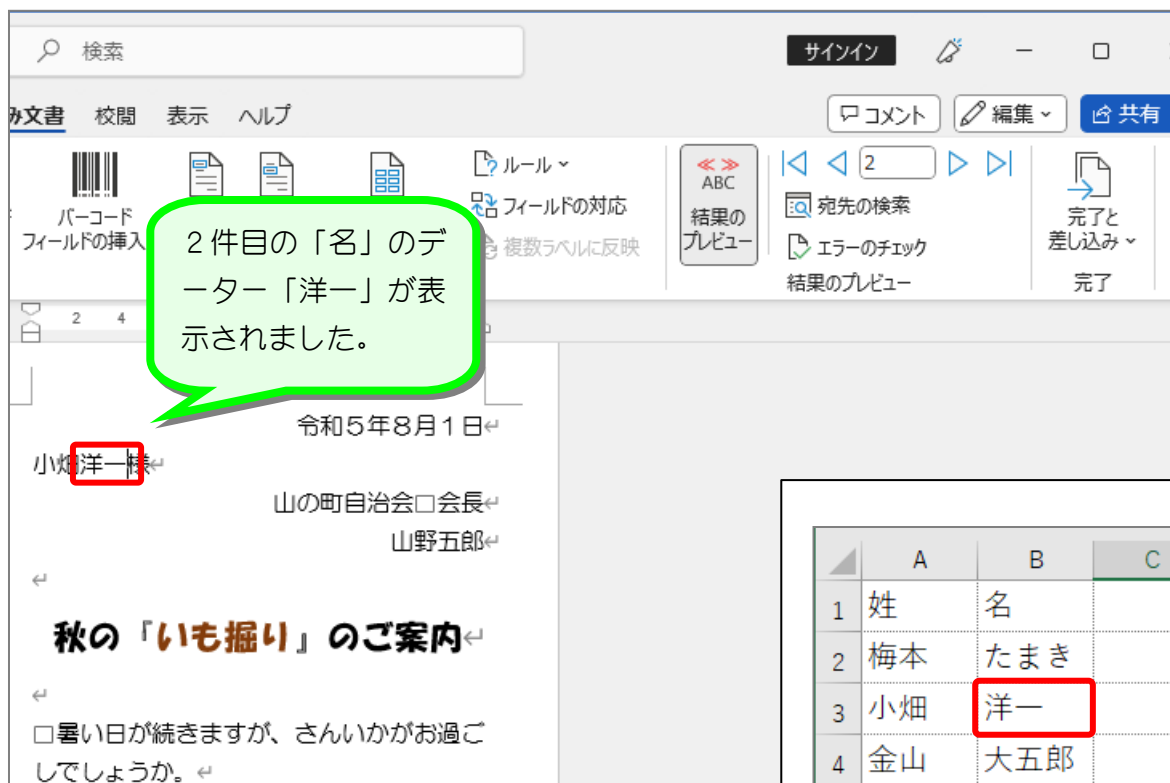 検索
サインイン
み文書 校閲 表示 ヘルプ
コメント 編集 共有
バーコード
フィールドの挿入
ルール
フィールドの対応
複数ラベルに反映
ABC
結果の
プレビュー
2
宛先の検索
エラーのチェック
結果のプレビュー
完了と
差し込み
完了
２件目の「名」のデ
ーター「洋一」が表
示されました。
2 4
令和５年８月１日↵
小畑洋一様↵
山の町自治会□会長↵
山野五郎↵
↵
秋の『いも掘り』のご案内↵
↵
□暑い日が続きますが、さんいかがお過ご
しでしょうか。↵
A B C
1 姓 名
2 梅本 たまき
3 小畑 洋一
4 金山 大五郎